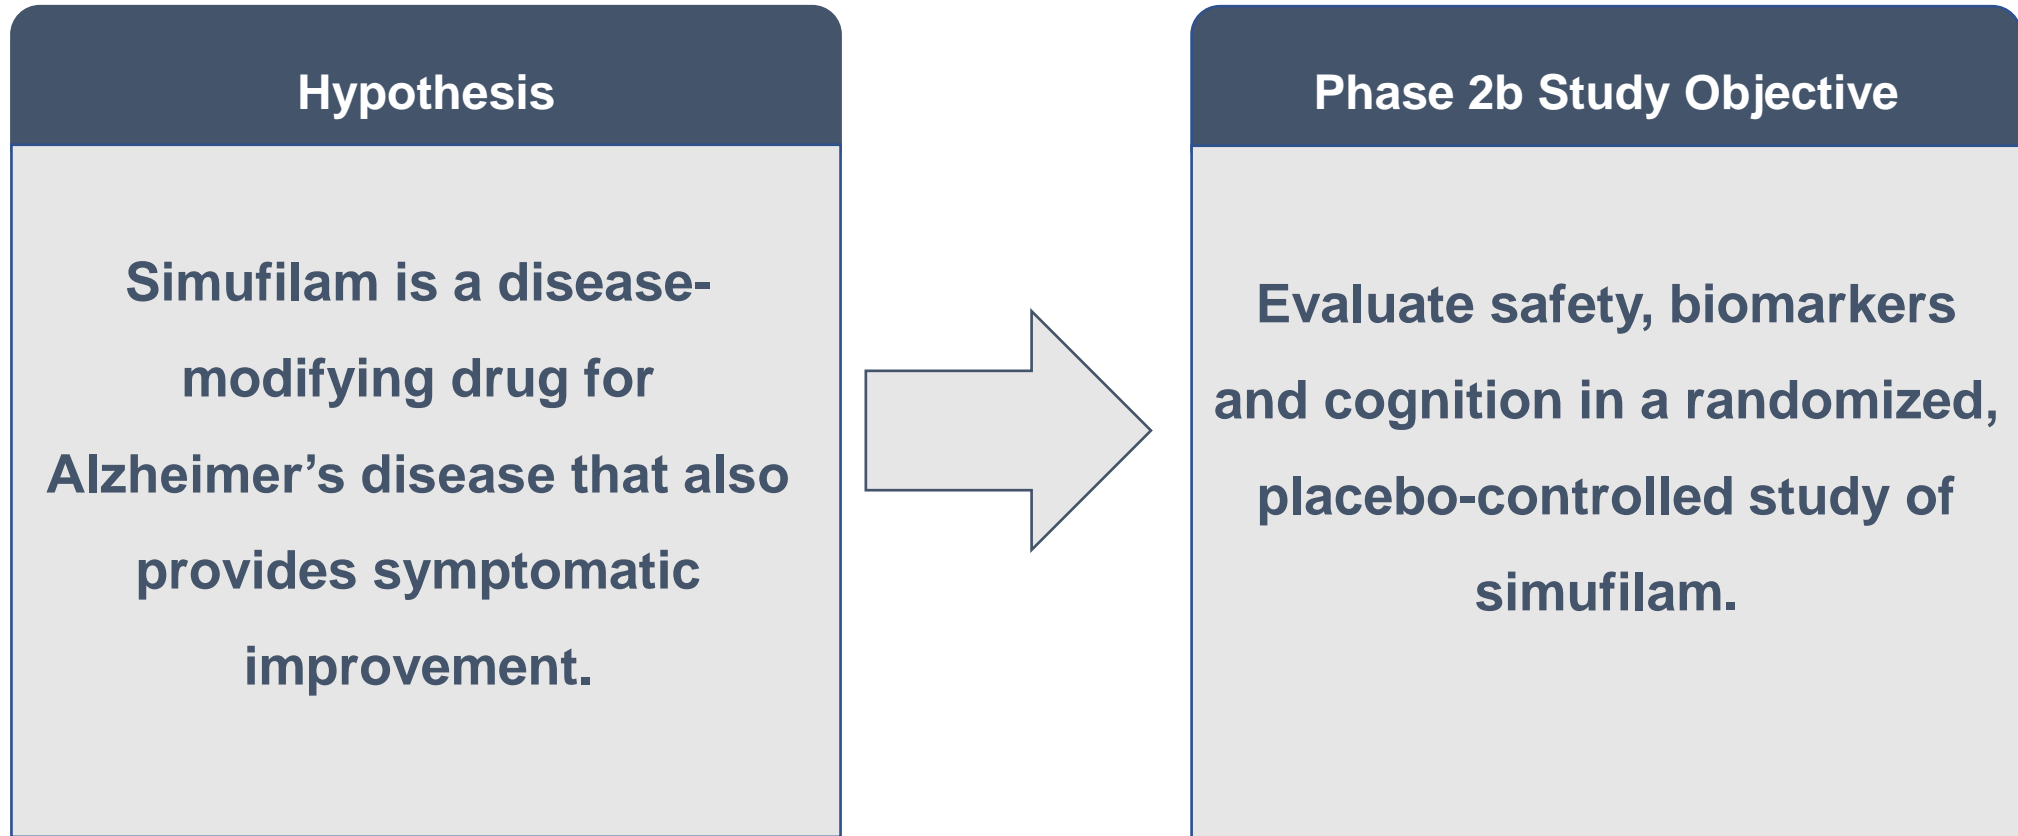 Hypothesis
Simufilam is a disease-
modifying drug for
Alzheimer’s disease that also
provides symptomatic
improvement.
Phase 2b Study Objective
Evaluate safety, biomarkers
and cognition in a randomized,
placebo-controlled study of
simufilam.